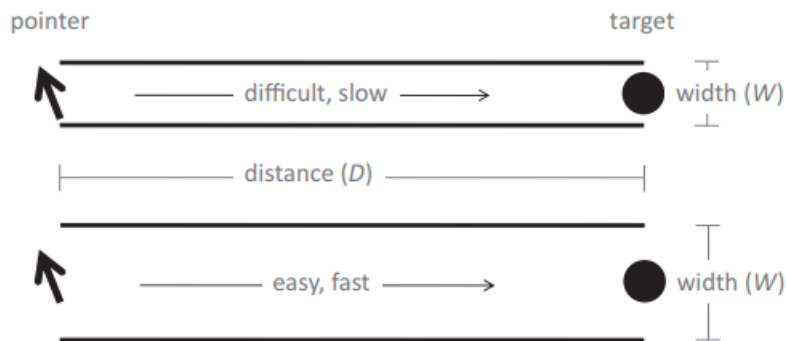 pointer
target
difficult, slow
width (W)
distance (D)
easy, fast
width (W)